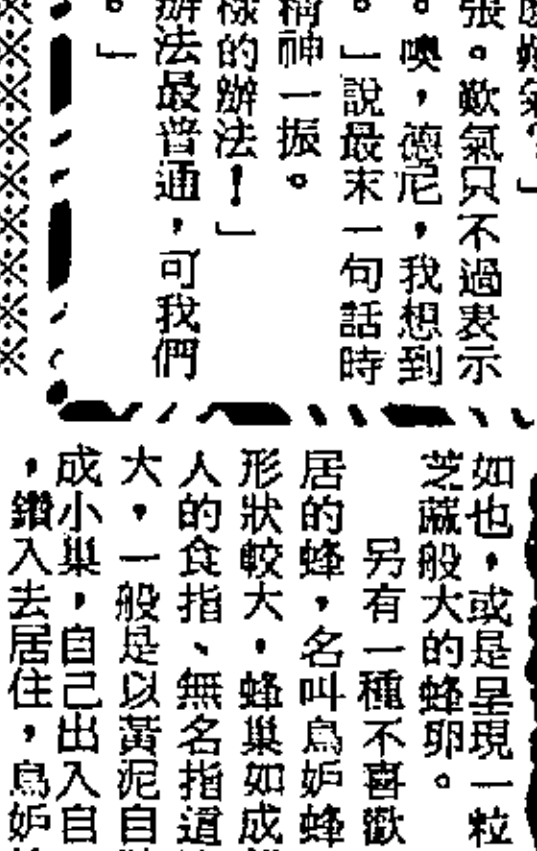 張。歎氣只不過表示
。噢，德尼，我想到
。」說最末一句話時
精神一振。
樣的辦法！」
辦法最普通，可我們
。」
如也，或是呈現一粒
芝蔴般大的蜂卵。
另有一種不喜歡
居的蜂，名叫烏妒蜂
形狀較大，蜂巢如成
人的食指、無名指這
大，一般是以黃泥自
成小巢，自己出入自
，鑽入去居住，烏妒